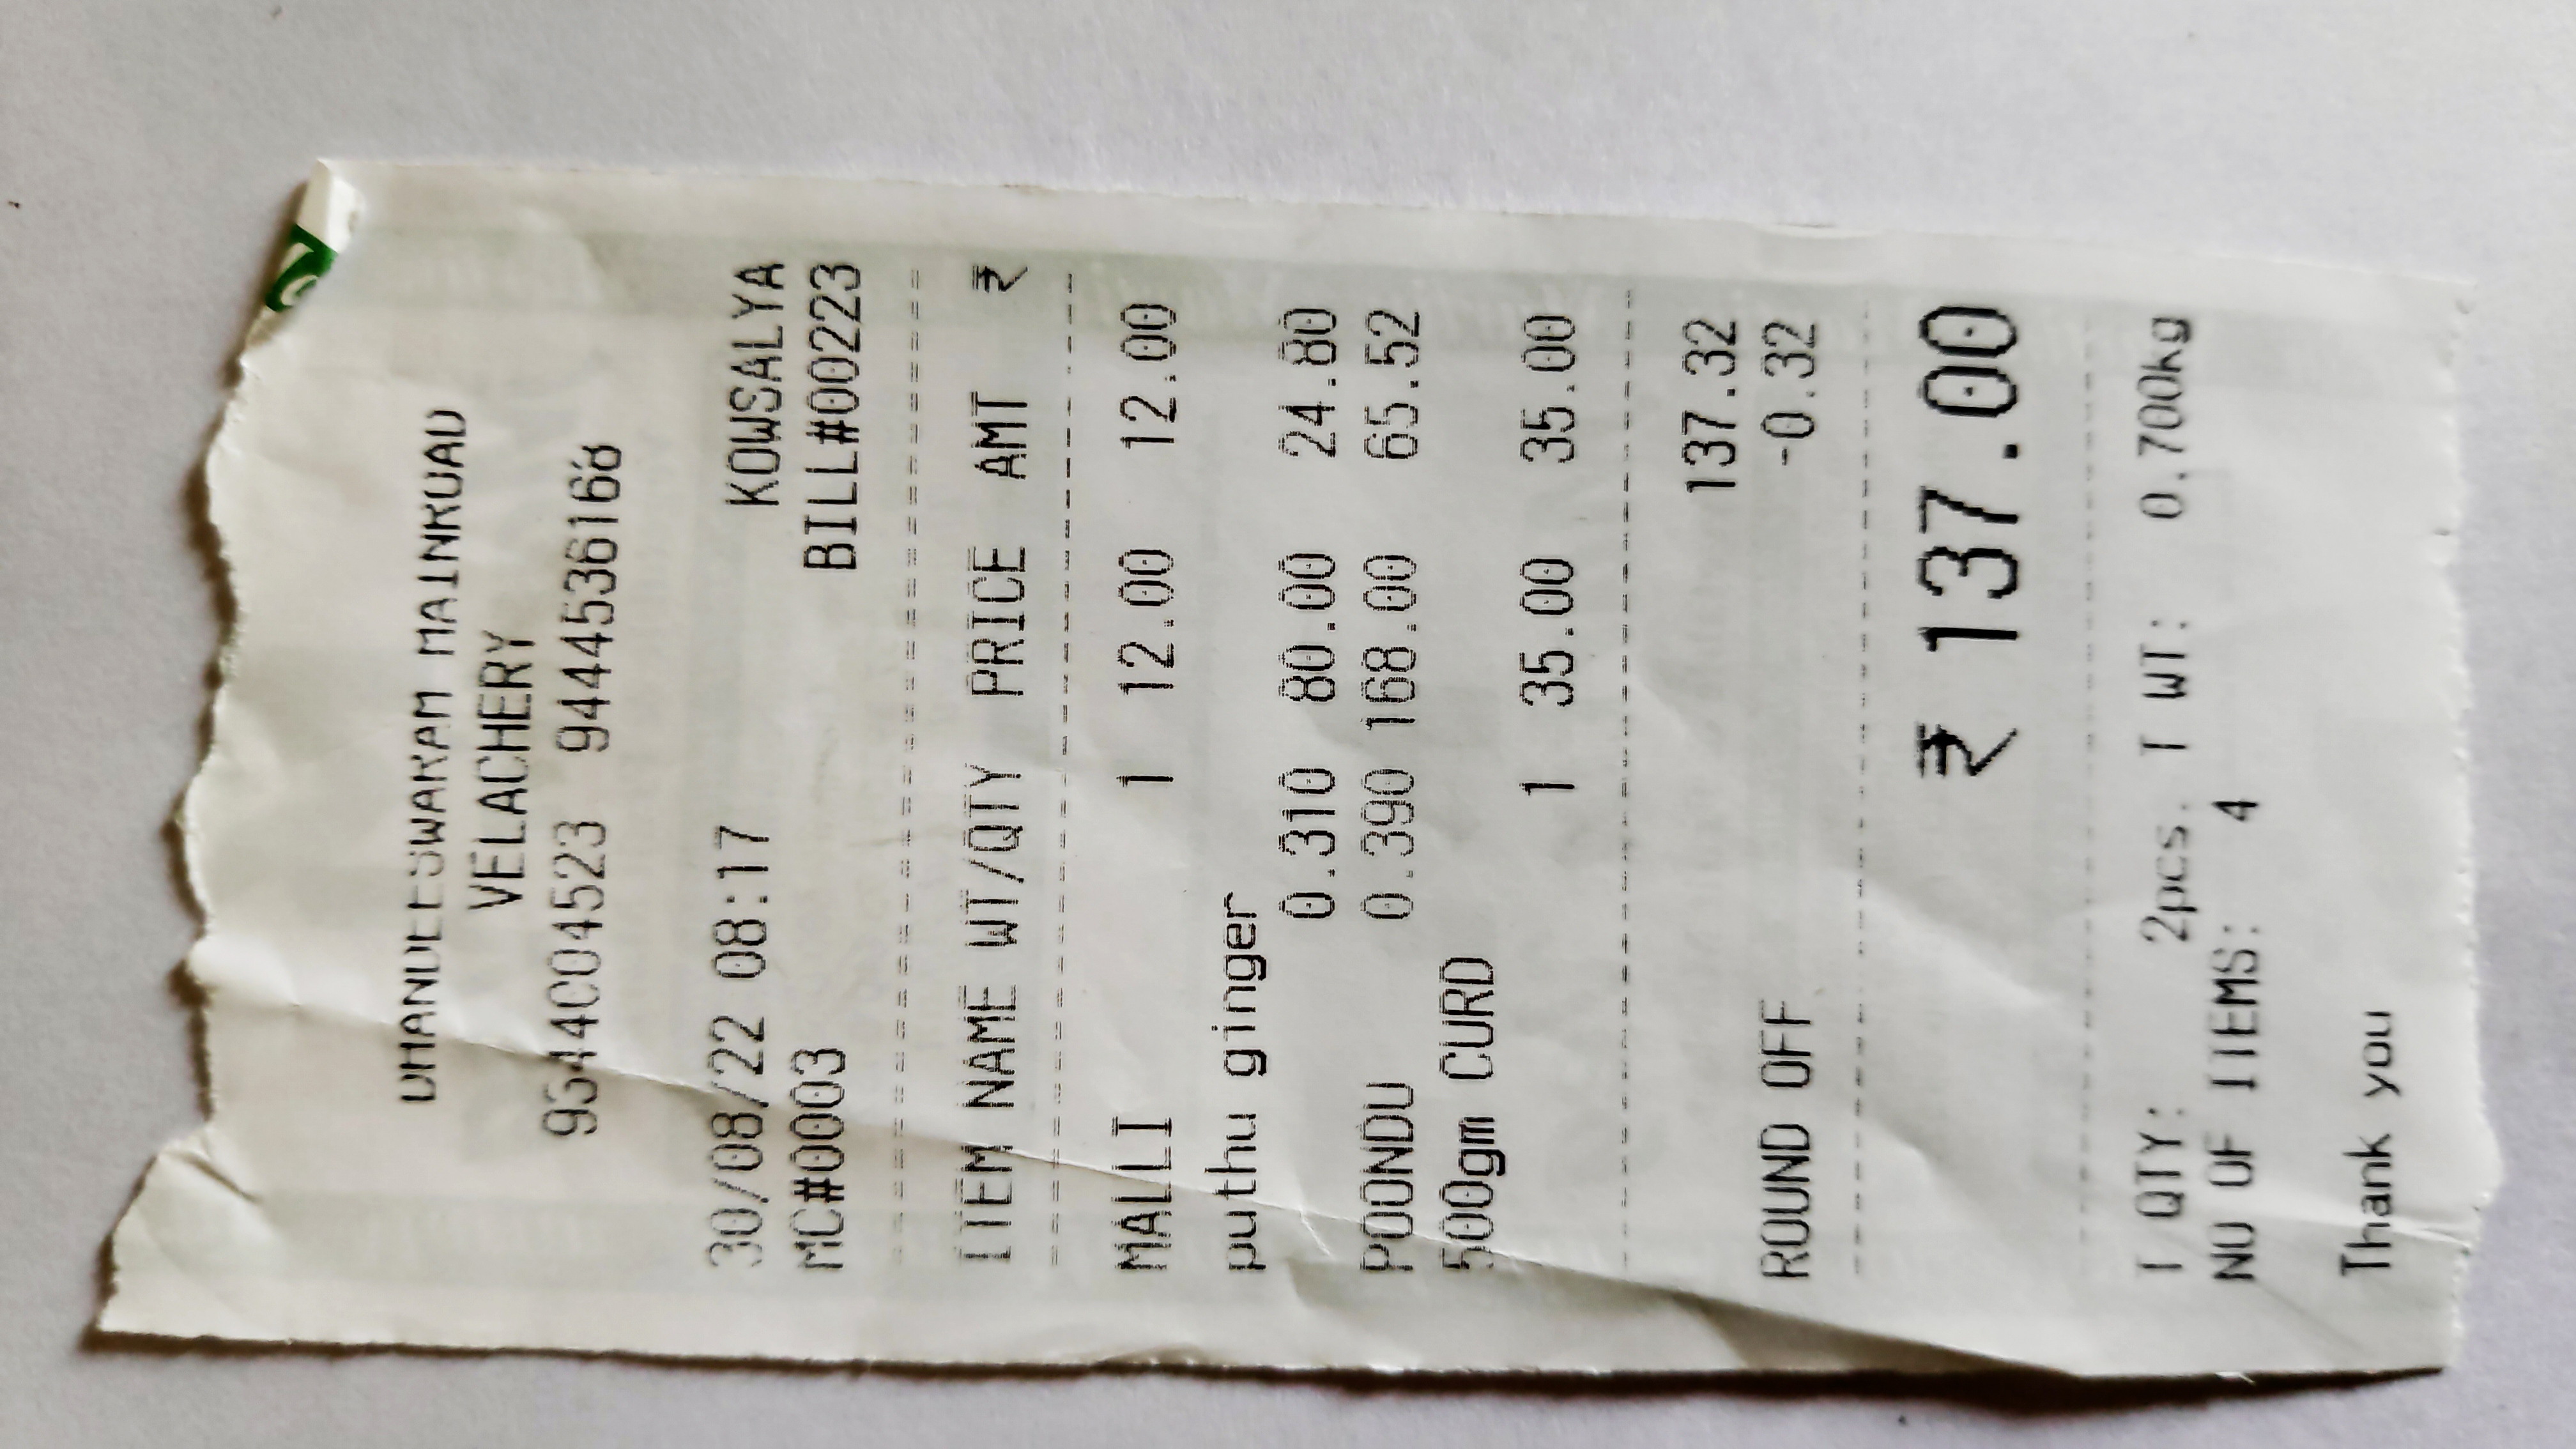 DHANDEESWARAM MAINROAD
VELACHERY
9444536168
30/08/22 08:17 KOWSALYA
MC#0003 BILL#00223
ITEM NAME WT/QTY PRICE AMT ₹
MALLI 1 12.00 12.00
puthu ginger
0.310 80.00 24.80
POONDU 0.390 168.00 65.52
500gm CURD
1 35.00 35.00
137.32
ROUND OFF -0.32
₹ 137.00
T QTY: 2pcs. T WT: 0.700kg
NO OF ITEMS: 4
Thank you